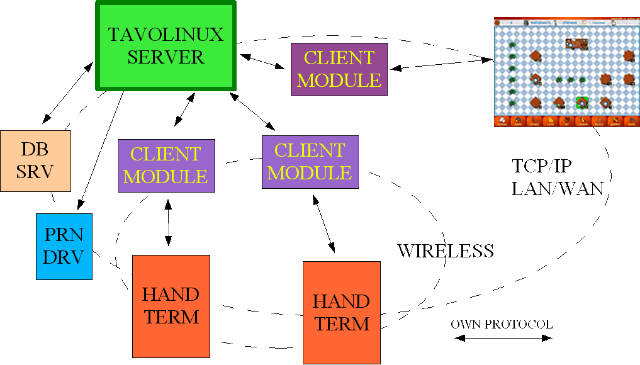 TAVOLINUX
SERVER
CLIENT
MODULE
DB
SRV
CLIENT
MODULE
CLIENT
MODULE
TCP/IP
LAN/WAN
PRN
DRV
WIRELESS
HAND
TERM
HAND
TERM
OWN PROTOCOL